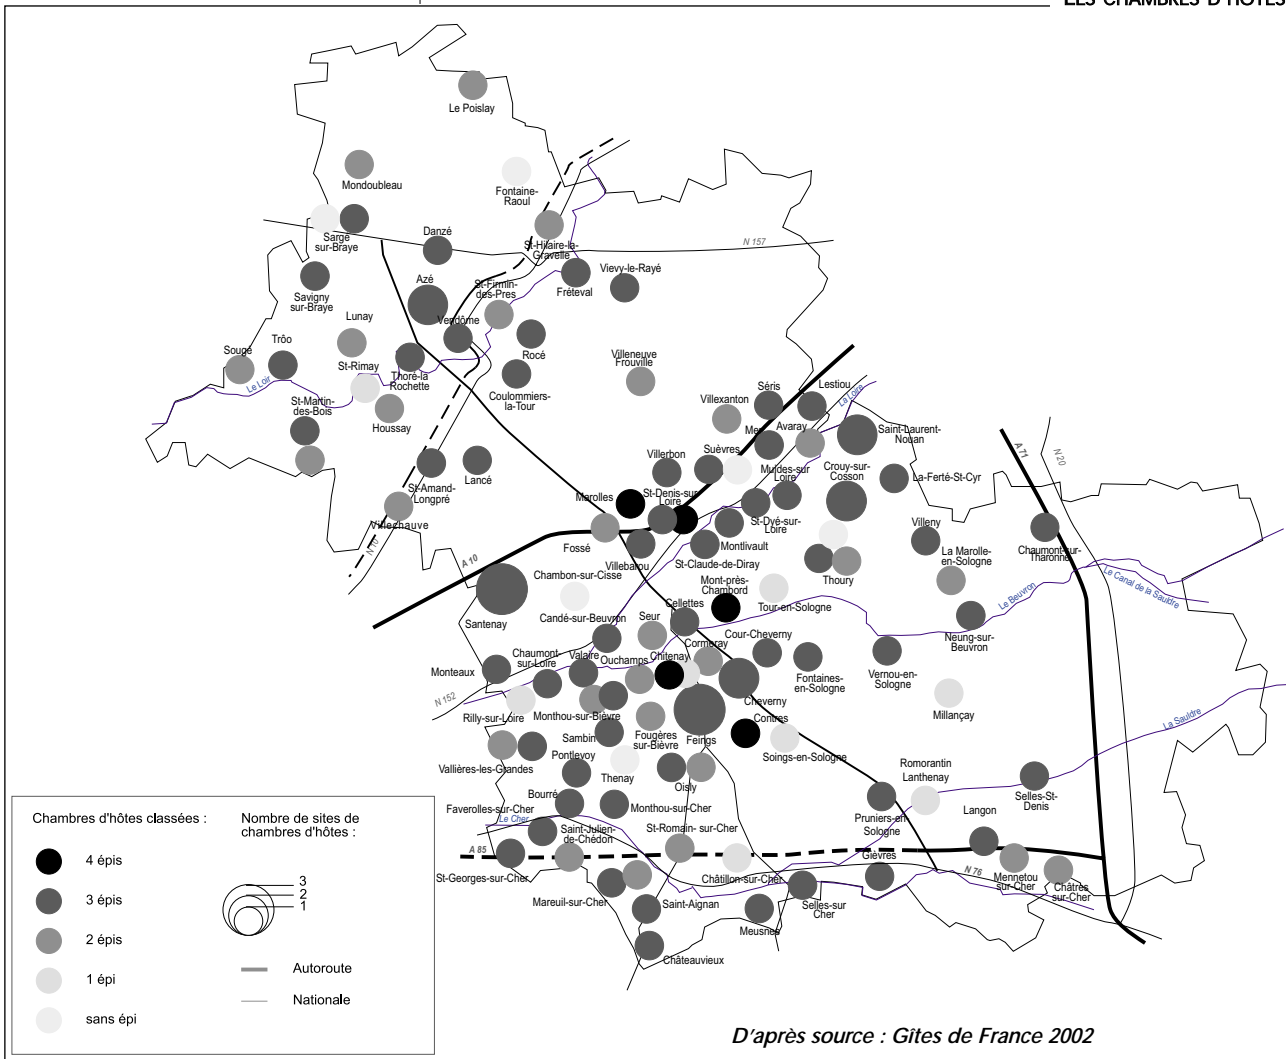 LES CHAMBRES D'HÔTES
Le Poislay
Mondoubleau
Fontaine-
Raoul
Sargé
sur-Braye
Danzé
St-Hilaire-la-
Gravelle
N 157
Savigny
sur-Braye
Azé
St-Firmin-
des-Pres
Fréteval
Vievy-le-Rayé
Lunay
Vendôme
Rocé
Sougé
Trôo
St-Rimay
Thoré-la
Rochette
Coulommiers-
la-Tour
Villeneuve
Frouville
Le Loir
St-Martin-
des-Bois
Houssay
Villexanton
Séris
Lestiou
La Loire
Mer
Avaray
Saint-Laurent-
Nouan
A 71
N 20
Villerbon
Suèvres
Muides-sur
Loire
Crouy-sur-
Cosson
La-Ferté-St-Cyr
St-Amand-
Longpré
Lancé
Villechauve
N 10
Marolles
St-Denis-sur-
Loire
St-Dyé-sur-
Loire
Villeny
Fossé
Villebarou
Montlivault
St-Claude-de-Diray
Thoury
La Marolle-
en-Sologne
Chaumont-sur-
Tharonne
A 10
Chambon-sur-Cisse
Mont-près-
Chambord
Tour-en-Sologne
Le Beuvron
Le Canal de la Sauldre
Santenay
Candé-sur-Beuvron
Seur
Cellettes
Neung-sur-
Beuvron
Monteaux
Chaumont-
sur-Loire
Valaire
Ouchamps
Chitenay
Cormeray
Cour-Cheverny
Fontaines-
en-Sologne
Vernou-en-
Sologne
N 152
Rilly-sur-Loire
Monthou-sur-Bièvre
Cheverny
Millançay
La Sauldre
Sambin
Fougères
sur-Bièvre
Feings
Contres
Soings-en-Sologne
Vallières-les-Grandes
Pontlevoy
Thenay
Oisly
Romorantin
Lanthenay
Selles-St-
Denis
Bourré
Faverolles-sur-Cher
Monthou-sur-Cher
Pruniers-en
Sologne
Langon
Le Cher
Saint-Julien-
de-Chédon
St-Romain- sur-Cher
A 85
St-Georges-sur-Cher
Châtillon-sur-Cher
Gièvres
N 76
Mennetou
sur-Cher
Châtres
sur-Cher
Mareuil-sur-Cher
Saint-Aignan
Meusnes
Selles-sur
Cher
Châteauvieux
Chambres d'hôtes classées :
4 épis
3 épis
2 épis
1 épi
sans épi
Nombre de sites de
chambres d'hôtes :
3
2
1
Autoroute
Nationale
D'après source : Gîtes de France 2002